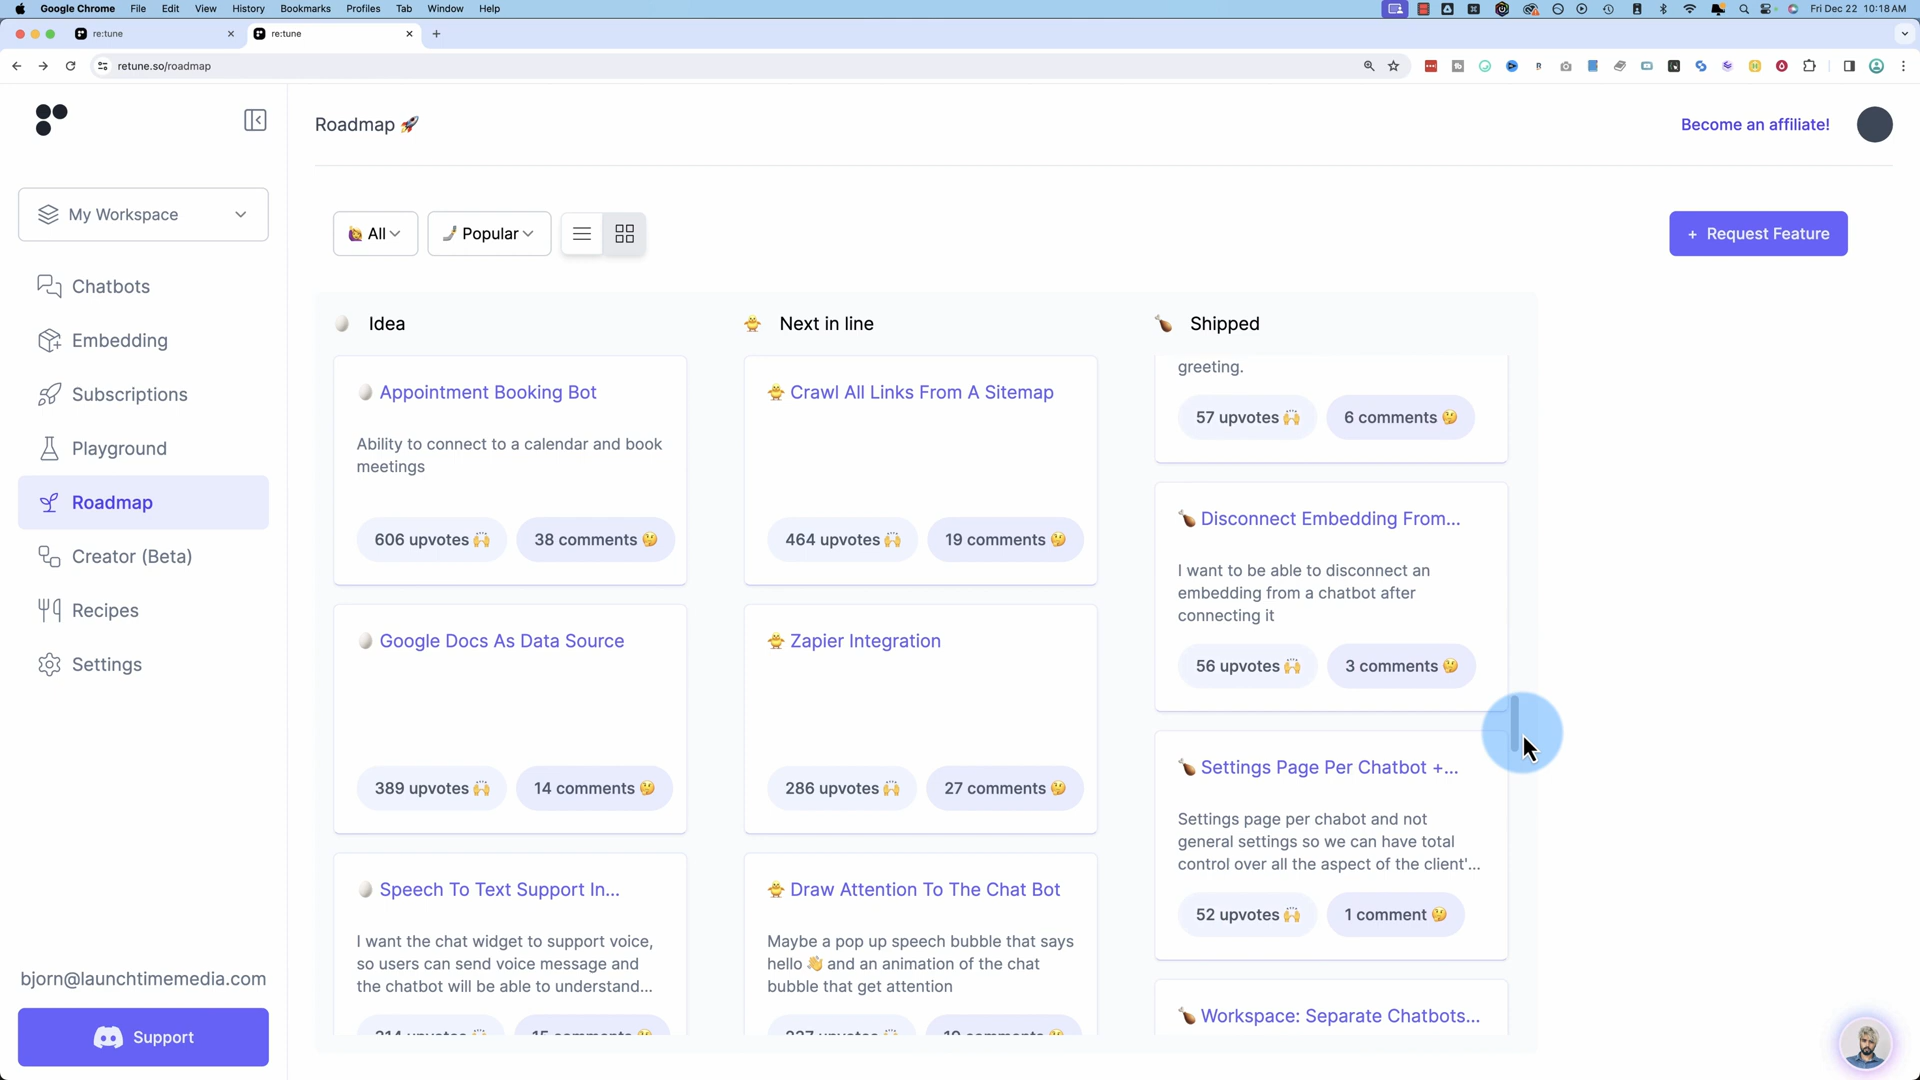 Google Chrome File Edit View History Bookmarks Profiles Tab Window Help
Fri Dec 22 10:18 AM
re:tune
re:tune
retune.so/roadmap
Roadmap 🚀
Become an affiliate!
My Workspace
Chatbots
Embedding
Subscriptions
Playground
Roadmap
Creator (Beta)
Recipes
Settings
bjorn@launchtimemedia.com
Support
🙋 All
🤳 Popular
+ Request Feature
🥚 Idea
🥚 Appointment Booking Bot
Ability to connect to a calendar and book
meetings
606 upvotes 🙌
38 comments 🤔
🥚 Google Docs As Data Source
389 upvotes 🙌
14 comments 🤔
🥚 Speech To Text Support In...
I want the chat widget to support voice,
so users can send voice message and
the chatbot will be able to understand...
🐥 Next in line
🐥 Crawl All Links From A Sitemap
464 upvotes 🙌
19 comments 🤔
🐥 Zapier Integration
286 upvotes 🙌
27 comments 🤔
🐥 Draw Attention To The Chat Bot
Maybe a pop up speech bubble that says
hello 👋 and an animation of the chat
bubble that get attention
🍗 Shipped
greeting.
57 upvotes 🙌
6 comments 🤔
🍗 Disconnect Embedding From...
I want to be able to disconnect an
embedding from a chatbot after
connecting it
56 upvotes 🙌
3 comments 🤔
🍗 Settings Page Per Chatbot +...
Settings page per chabot and not
general settings so we can have total
control over all the aspect of the client'...
52 upvotes 🙌
1 comment 🤔
🍗 Workspace: Separate Chatbots...